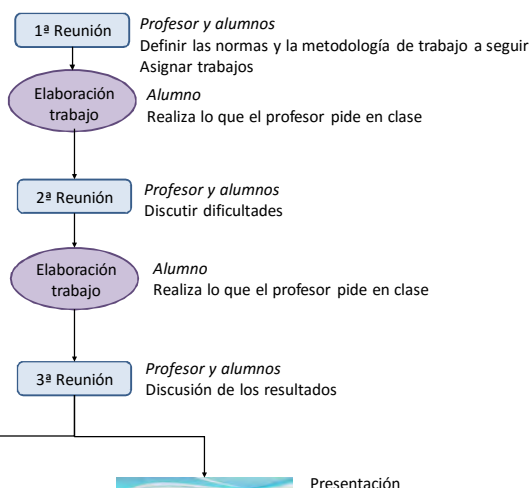 1ª Reunión
Profesor y alumnos
Definir las normas y la metodología de trabajo a seguir
Asignar trabajos
Elaboración
trabajo
Alumno
Realiza lo que el profesor pide en clase
2ª Reunión
Profesor y alumnos
Discutir dificultades
Elaboración
trabajo
Alumno
Realiza lo que el profesor pide en clase
3ª Reunión
Profesor y alumnos
Discusión de los resultados
Presentación